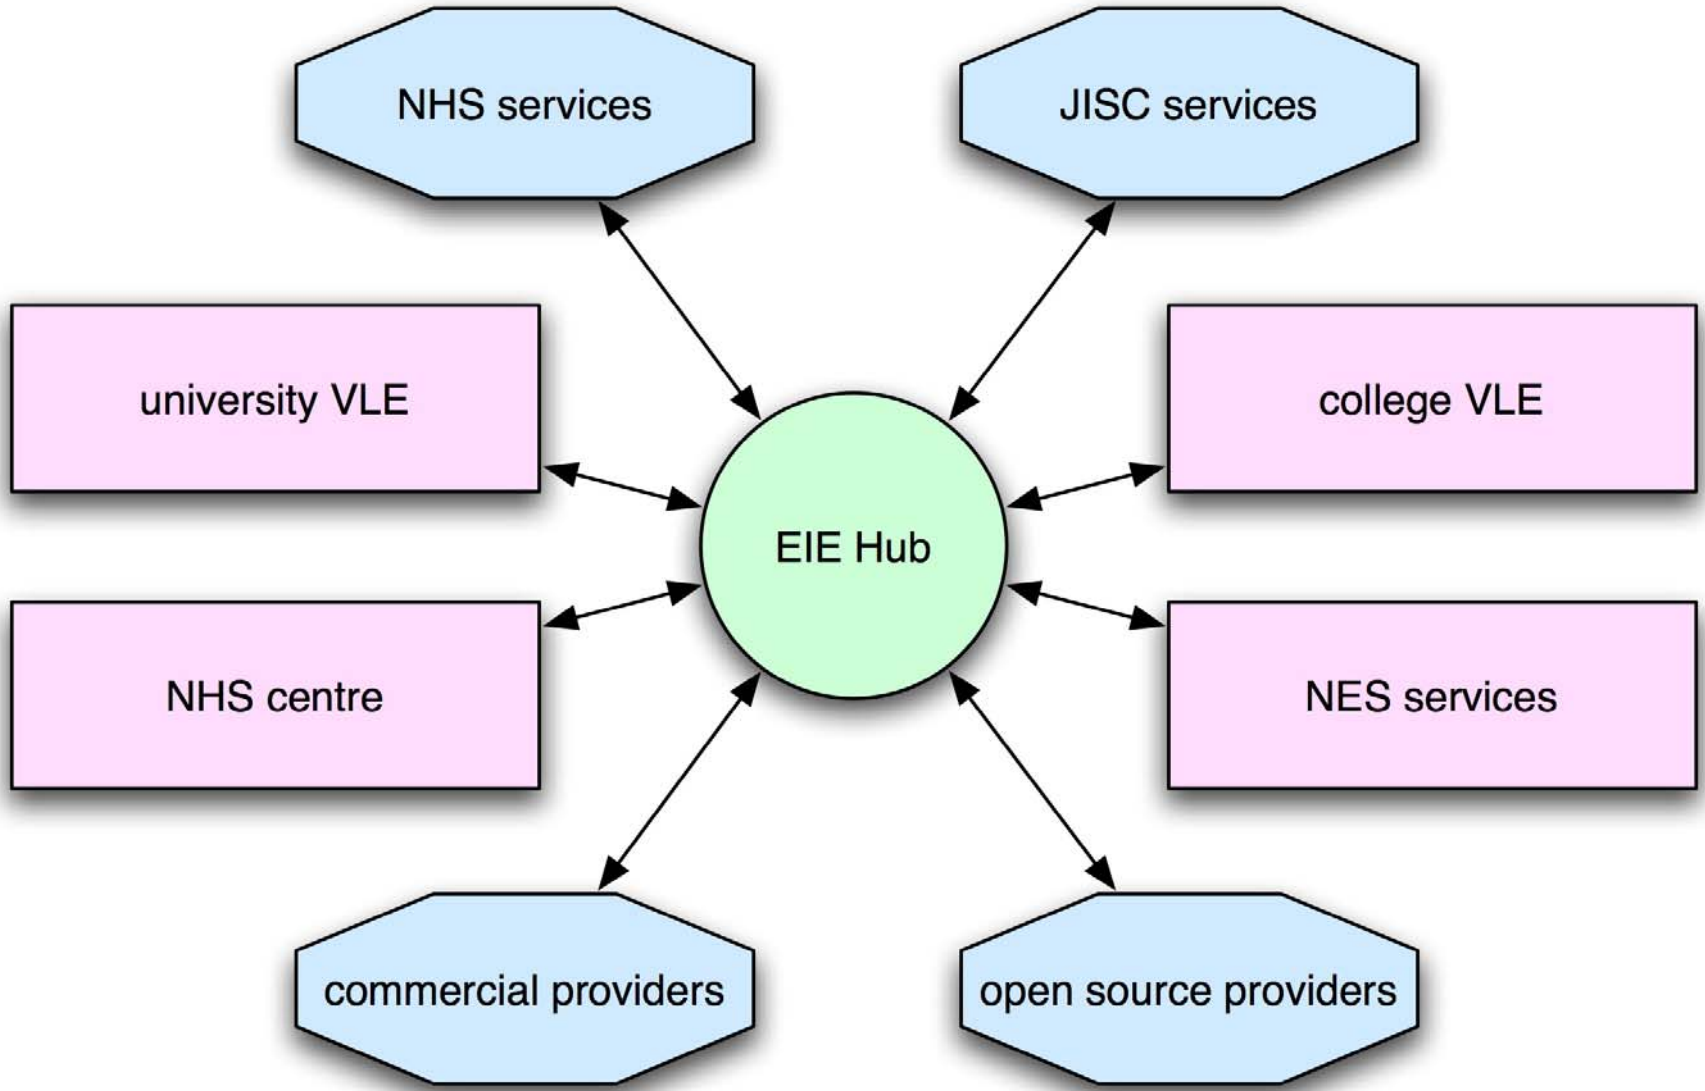 NHS services
JISC services
university VLE
college VLE
EIE Hub
NHS centre
NES services
commercial providers
open source providers